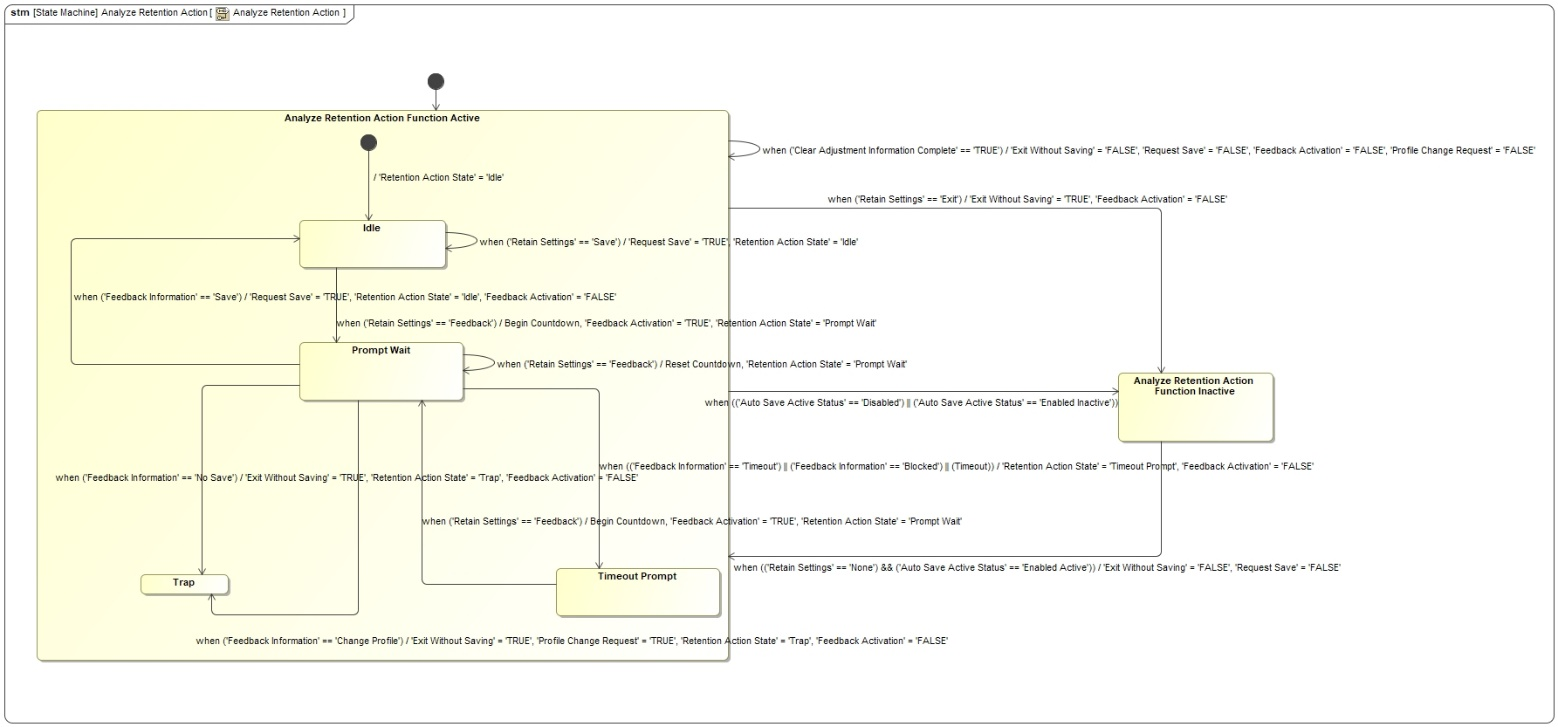 stm [State Machine] Analyze Retention Action [ Analyze Retention Action ]
Analyze Retention Action Function Active
/ 'Retention Action State' = 'Idle'
when ('Clear Adjustment Information Complete' == 'TRUE') / 'Exit Without Saving' = 'FALSE', 'Request Save' = 'FALSE', 'Feedback Activation' = 'FALSE', 'Profile Change Request' = 'FALSE'
when ('Retain Settings' == 'Exit') / 'Exit Without Saving' = 'TRUE', 'Feedback Activation' = 'FALSE'
Idle
when ('Retain Settings' == 'Save') / 'Request Save' = 'TRUE', 'Retention Action State' = 'Idle'
when ('Feedback Information' == 'Save') / 'Request Save' = 'TRUE', 'Retention Action State' = 'Idle', 'Feedback Activation' = 'FALSE'
when ('Retain Settings' == 'Feedback') / Begin Countdown, 'Feedback Activation' = 'TRUE', 'Retention Action State' = 'Prompt Wait'
Prompt Wait
when ('Retain Settings' == 'Feedback') / Reset Countdown, 'Retention Action State' = 'Prompt Wait'
Analyze Retention Action
Function Inactive
when (('Auto Save Active Status' == 'Disabled') || ('Auto Save Active Status' == 'Enabled Inactive'))
when (('Feedback Information' == 'Timeout') || ('Feedback Information' == 'Blocked') || (Timeout)) / 'Retention Action State' = 'Timeout Prompt', 'Feedback Activation' = 'FALSE'
when ('Feedback Information' == 'No Save') / 'Exit Without Saving' = 'TRUE', 'Retention Action State' = 'Trap', 'Feedback Activation' = 'FALSE'
when ('Retain Settings' == 'Feedback') / Begin Countdown, 'Feedback Activation' = 'TRUE', 'Retention Action State' = 'Prompt Wait'
when (('Retain Settings' == 'None') && ('Auto Save Active Status' == 'Enabled Active')) / 'Exit Without Saving' = 'FALSE', 'Request Save' = 'FALSE'
Trap
Timeout Prompt
when ('Feedback Information' == 'Change Profile') / 'Exit Without Saving' = 'TRUE', 'Profile Change Request' = 'TRUE', 'Retention Action State' = 'Trap', 'Feedback Activation' = 'FALSE'